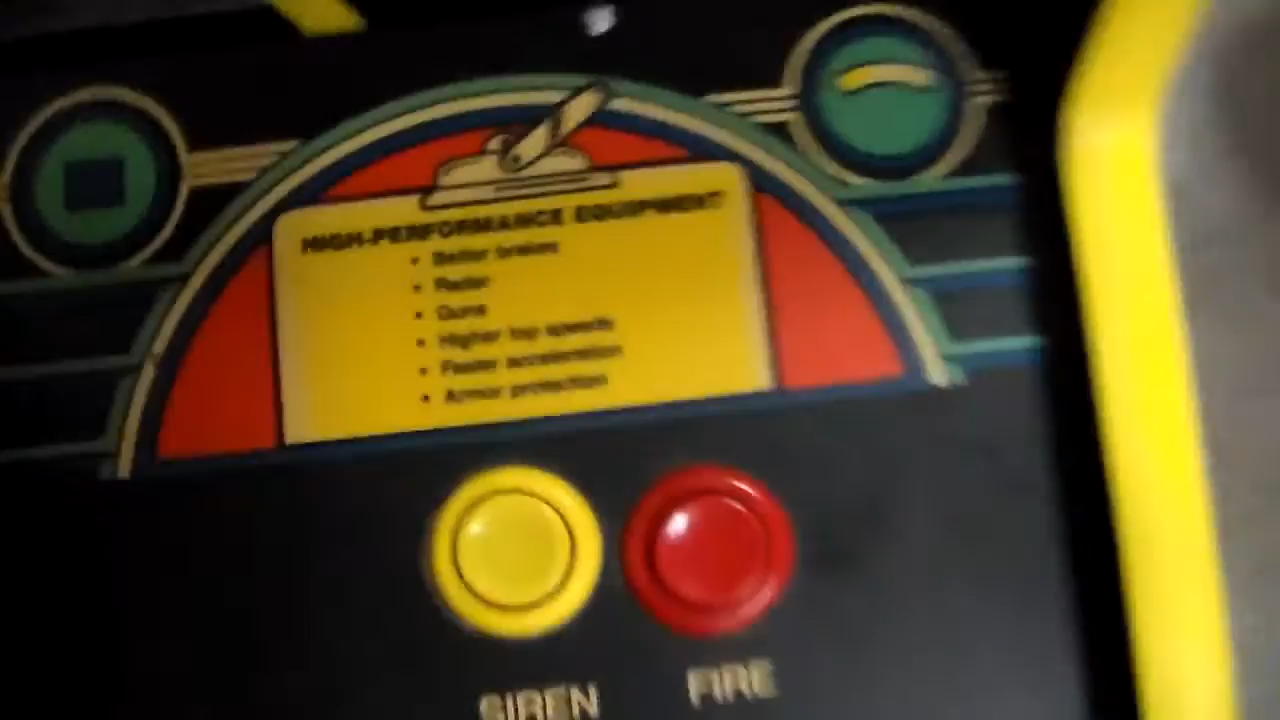 HIGH-PERFORMANCE EQUIPMENT
• Better brakes
• Radar
• Guns
• Higher top speeds
• Faster acceleration
• Armor protection
SIREN FIRE